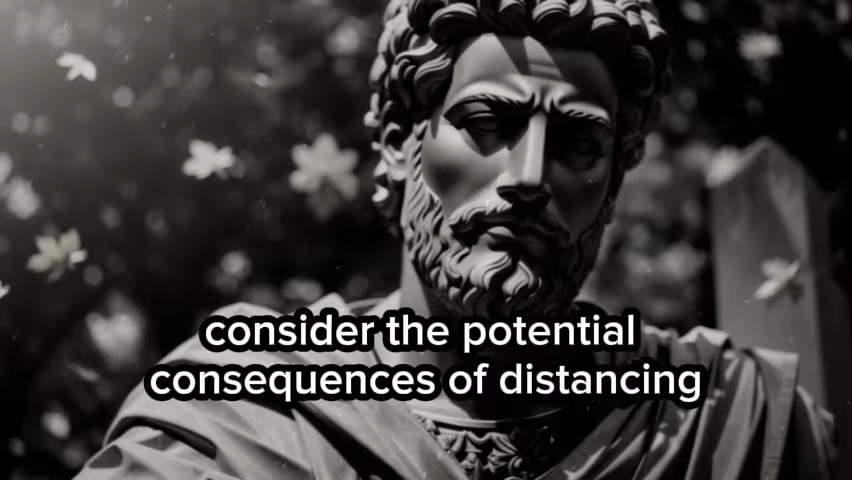 consider the potential
consequences of distancing